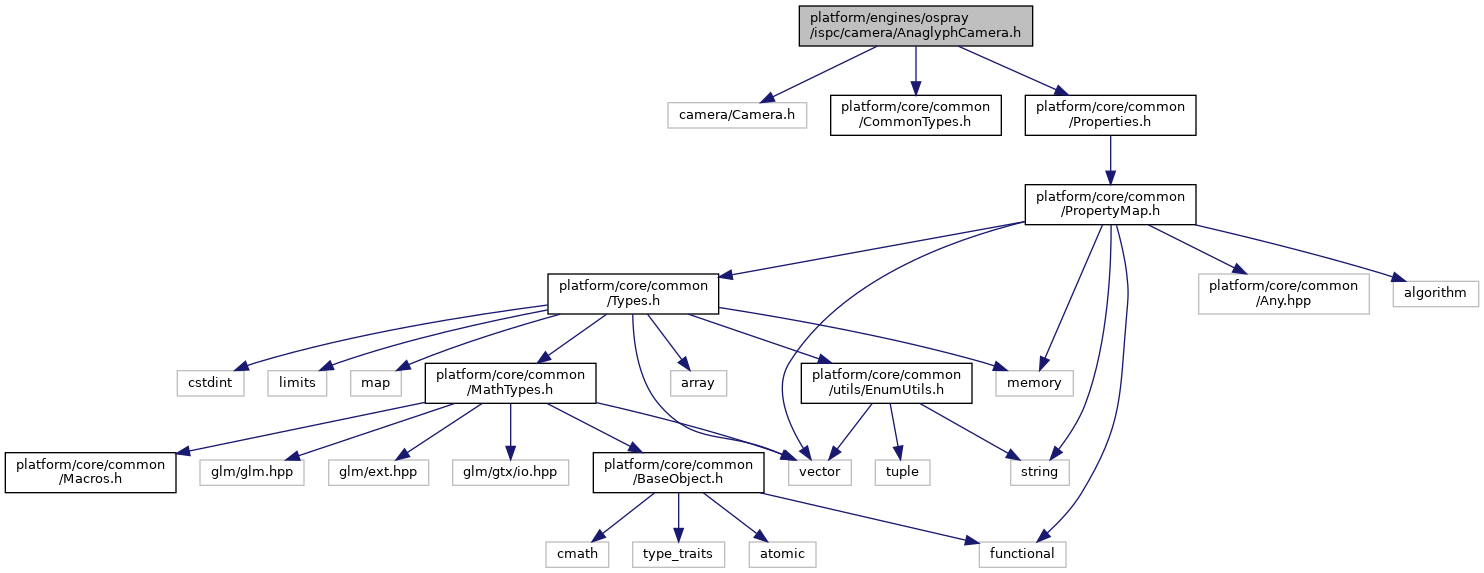 platform/engines/ospray
/ispc/camera/AnaglyphCamera.h
camera/Camera.h
platform/core/common
/CommonTypes.h
platform/core/common
/Properties.h
platform/core/common
/PropertyMap.h
platform/core/common
/Types.h
platform/core/common
/Any.hpp
algorithm
cstdint
limits
map
platform/core/common
/MathTypes.h
array
platform/core/common
/utils/EnumUtils.h
memory
platform/core/common
/Macros.h
glm/glm.hpp
glm/ext.hpp
glm/gtx/io.hpp
platform/core/common
/BaseObject.h
vector
tuple
string
cmath
type_traits
atomic
functional